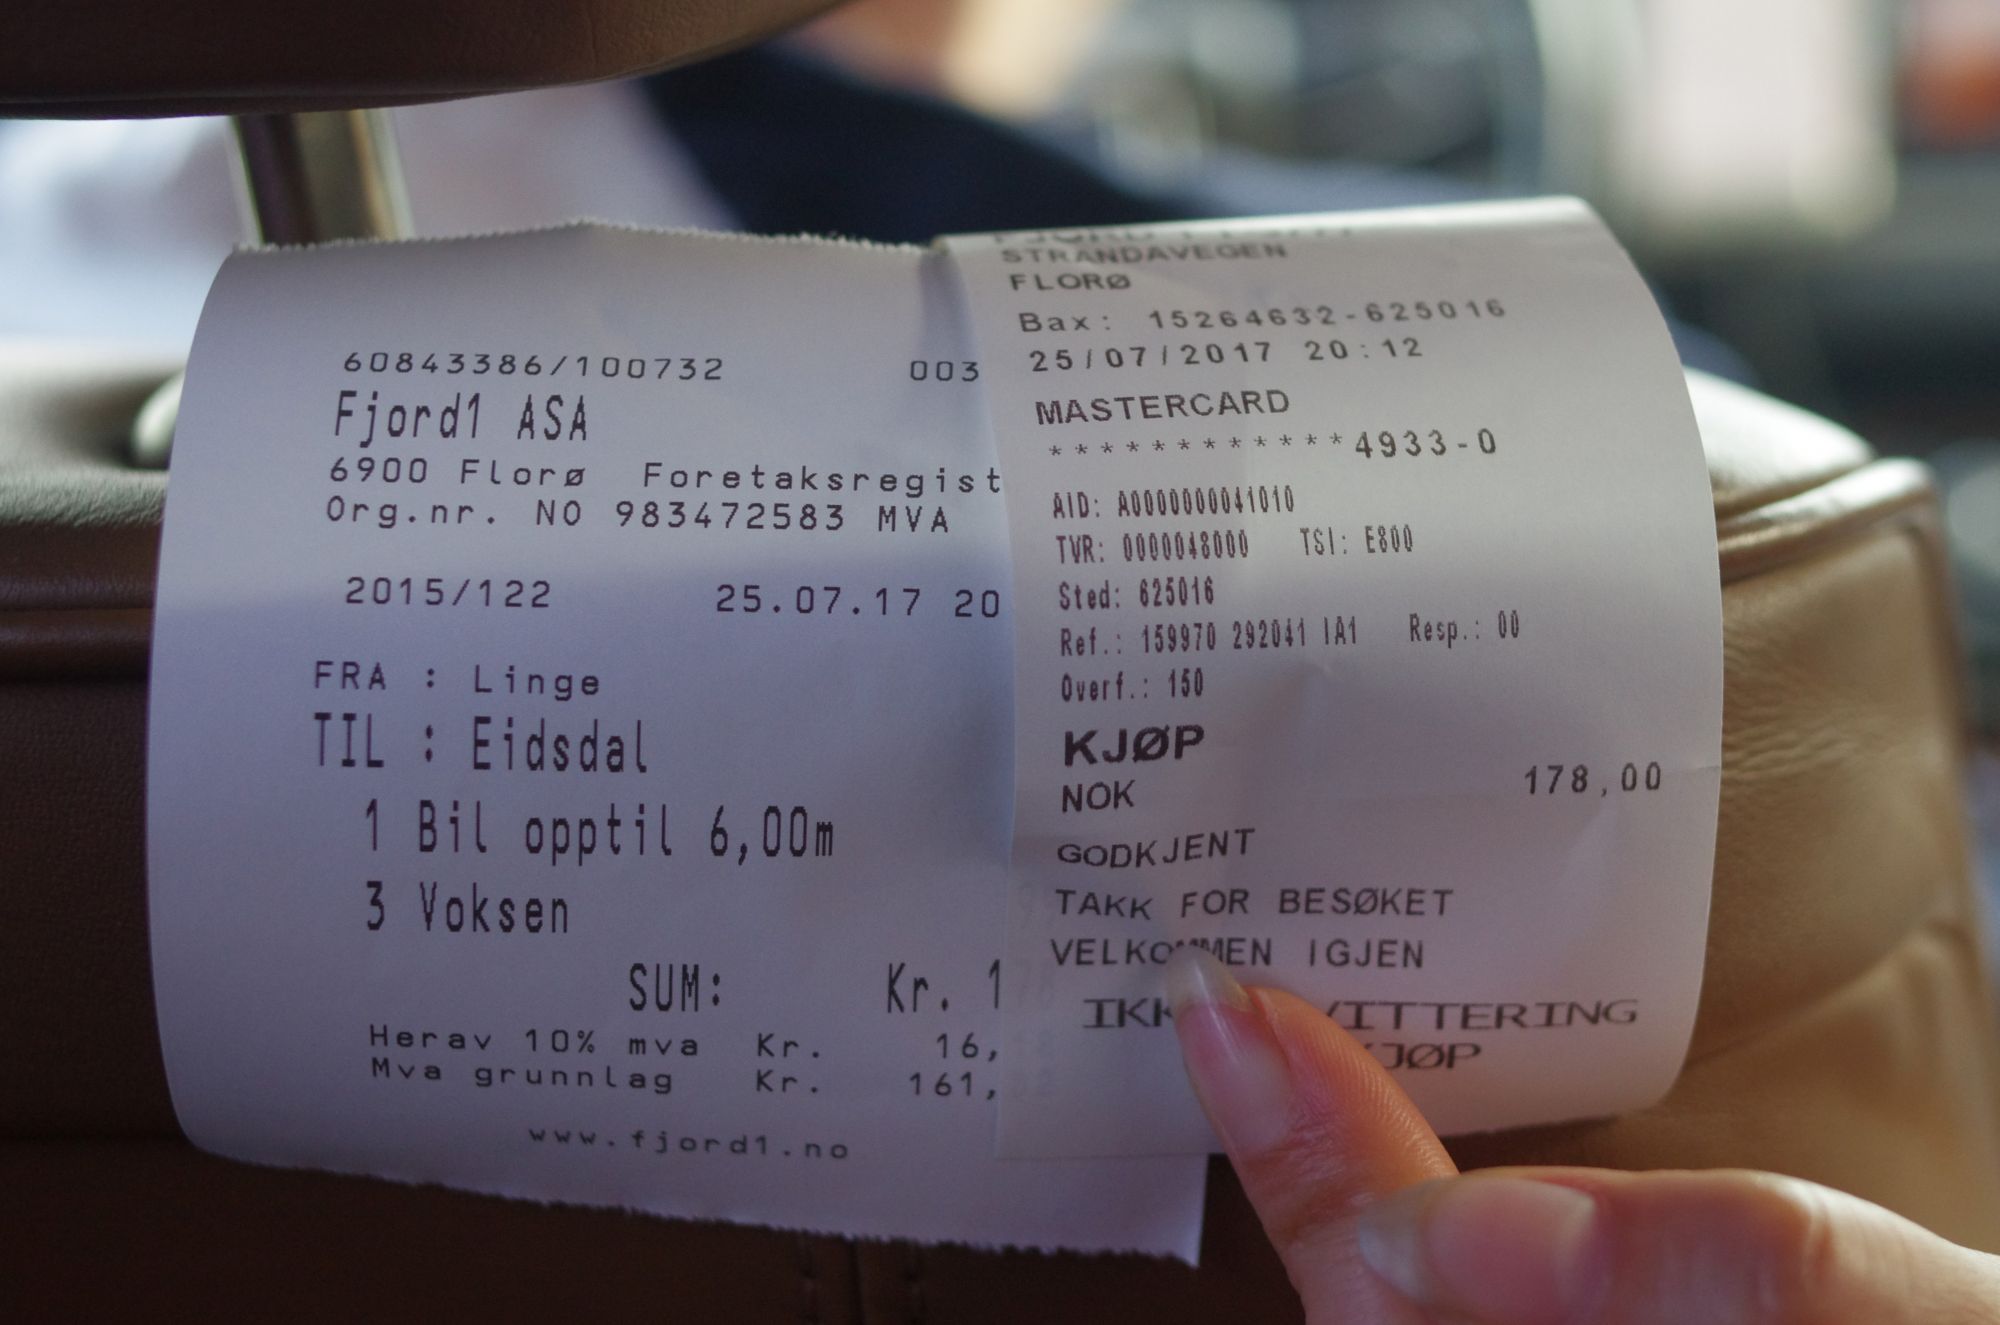 60843386/100732 003
Fjord1 ASA
6900 Florø Foretaksregist
Org.nr. NO 983472583 MVA
2015/122 25.07.17 20
FRA : Linge
TIL : Eidsdal
1 Bil opptil 6,00m
3 Voksen
SUM: Kr. 1
Herav 10% mva Kr. 16,
Mva grunnlag Kr. 161,
www.fjord1.no
STRANDAVEGEN
FLORØ
Bax: 15264632-625016
25/07/2017 20:12
MASTERCARD
************4933-0
AID: A0000000041010
TVR: 0000048000 TSI: E800
Sted: 625016
Ref.: 159970 292041 IA1 Resp.: 00
Overf.: 150
KJØP
NOK 178,00
GODKJENT
TAKK FOR BESØKET
VELKOMMEN IGJEN
IKK VITTERING
KJØP